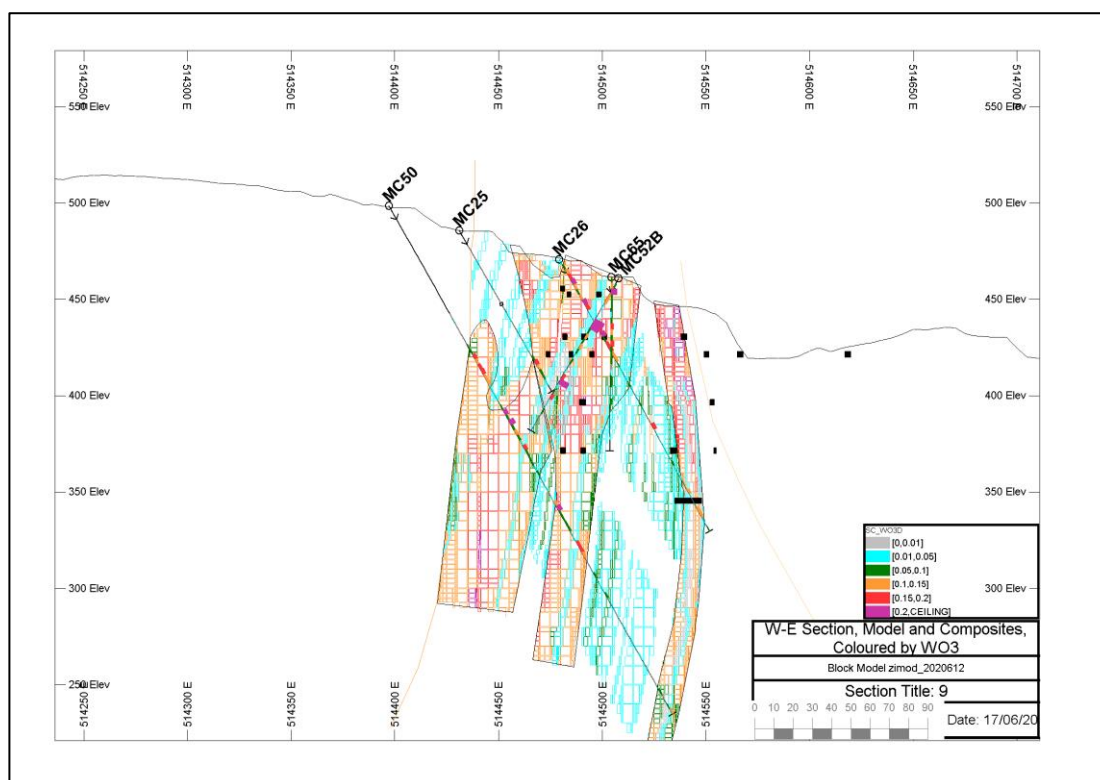 514250 E
514300 E
514350 E
514400 E
514450 E
514500 E
514550 E
514600 E
514650 E
514700 E
550 Elev
550 Elev
500 Elev
500 Elev
450 Elev
450 Elev
400 Elev
400 Elev
350 Elev
350 Elev
300 Elev
300 Elev
250 Elev
MC50
MC25
MC26
MC65
MC52B
514250 E
514300 E
514350 E
514400 E
514450 E
514500 E
514550 E
SC_WO3D
[0,0.01]
[0.01,0.05]
[0.05,0.1]
[0.1,0.15]
[0.15,0.2]
[0.2,CEILING]
W-E Section, Model and Composites,
Coloured by WO3
Block Model zimod_2020612
Section Title: 9
0 10 20 30 40 50 60 70 80 90
Date: 17/06/20